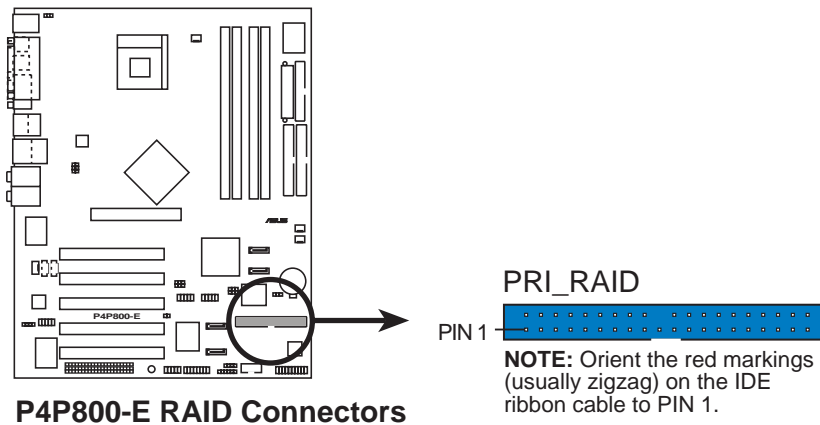 ASUS
P4P800-E
PRI_RAID
PIN 1
NOTE: Orient the red markings
(usually zigzag) on the IDE
ribbon cable to PIN 1.
P4P800-E RAID Connectors